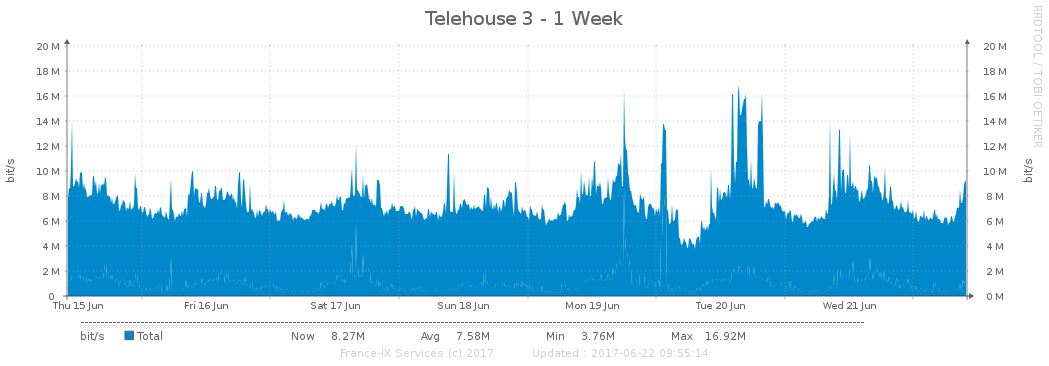 Telehouse 3 - 1 Week
RRDTOOL / TOBI OETIKER
bit/s
bit/s
20 M 20 M
18 M 18 M
16 M 16 M
14 M 14 M
12 M 12 M
10 M 10 M
8 M 8 M
6 M 6 M
4 M 4 M
2 M 2 M
0 0 M
Thu 15 Jun Fri 16 Jun Sat 17 Jun Sun 18 Jun Mon 19 Jun Tue 20 Jun Wed 21 Jun
bit/s Total Now 8.27M Avg 7.58M Min 3.76M Max 16.92M
France-IX Services (c) 2017 Updated : 2017-06-22 09:55:14